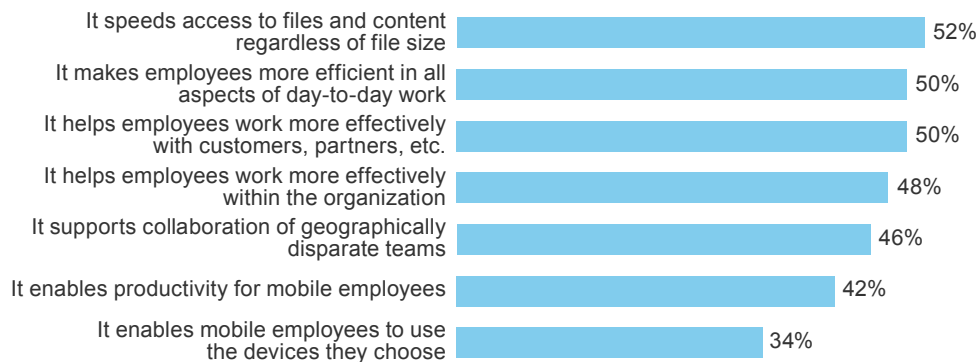 It speeds access to files and content
regardless of file size
52%
It makes employees more efficient in all
aspects of day-to-day work
50%
It helps employees work more effectively
with customers, partners, etc.
50%
It helps employees work more effectively
within the organization
48%
It supports collaboration of geographically
disparate teams
46%
It enables productivity for mobile employees
42%
It enables mobile employees to use
the devices they choose
34%